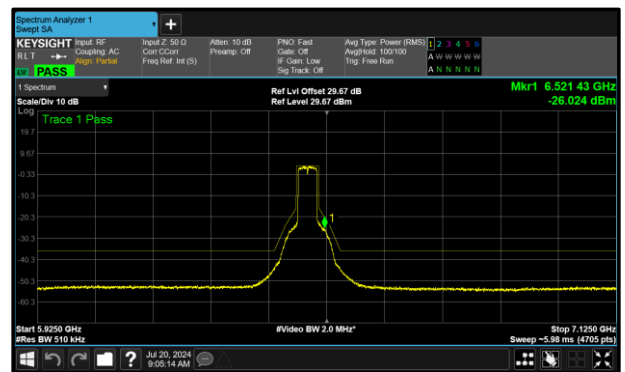 Spectrum Analyzer 1
Swept SA
+
KEYSIGHT
Input: RF
Input Z: 50 Ω
Atten: 10 dB
PNO: Fast
Avg Type: Power (RMS)
1 2 3 4 5 6
RLT
Coupling: AC
Corr CCorr
Preamp: Off
Gate: Off
Avg|Hold: 100/100
A W W W W W
Align: Partial
Freq Ref: Int (S)
IF Gain: Low
Trig: Free Run
Sig Track: Off
A N N N N N
PASS
1 Spectrum
Scale/Div 10 dB
Ref Lvl Offset 29.67 dB
Ref Level 29.67 dBm
Mkr1 6.521 43 GHz
-26.024 dBm
Log
Trace 1 Pass
19.7
9.67
-0.33
-10.3
-20.3
1
-30.3
-40.3
-50.3
-60.3
Start 5.9250 GHz
#Video BW 2.0 MHz*
Stop 7.1250 GHz
#Res BW 510 kHz
Sweep ~5.98 ms (4705 pts)
?
Jul 20, 2024
9:05:14 AM